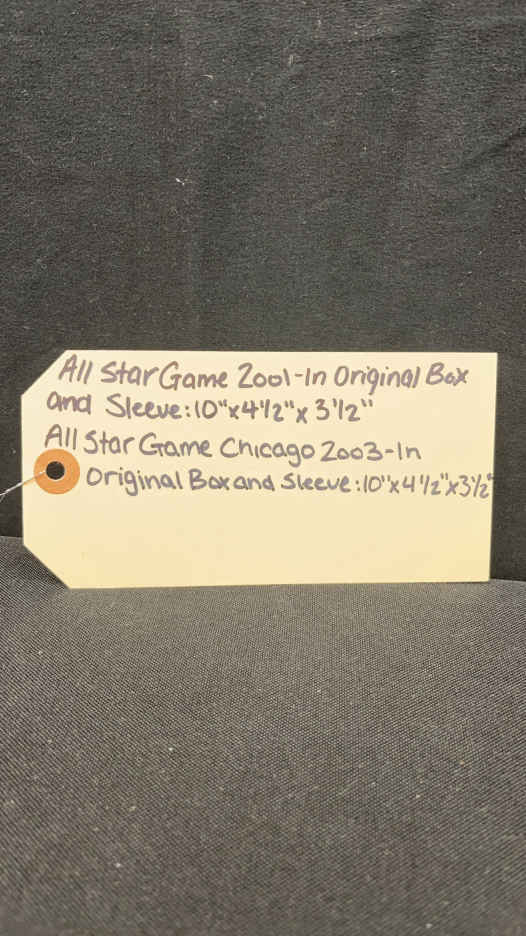 All Star Game 2001-In Original Box
and Sleeve: 10"x4 1/2"x 3 1/2"
All Star Game Chicago 2003-In
Original Box and Sleeve: 10"x 4 1/2"x3 1/2"